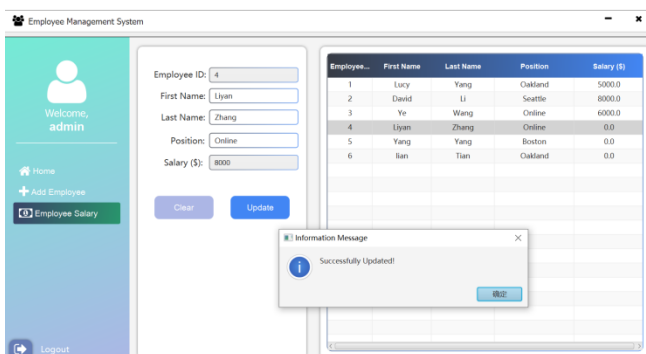 Employee Management System
Welcome,
admin
Home
Add Employee
Employee Salary
Logout
Employee ID: 4
First Name: Liyan
Last Name: Zhang
Position: Online
Salary ($): 8000
Clear Update
Employee... First Name Last Name Position Salary ($)
1 Lucy Yang Oakland 5000.0
2 David Li Seattle 8000.0
3 Ye Wang Online 6000.0
4 Liyan Zhang Online 0.0
5 Yang Yang Boston 0.0
6 lian Tian Oakland 0.0
Information Message
Successfully Updated!
确定